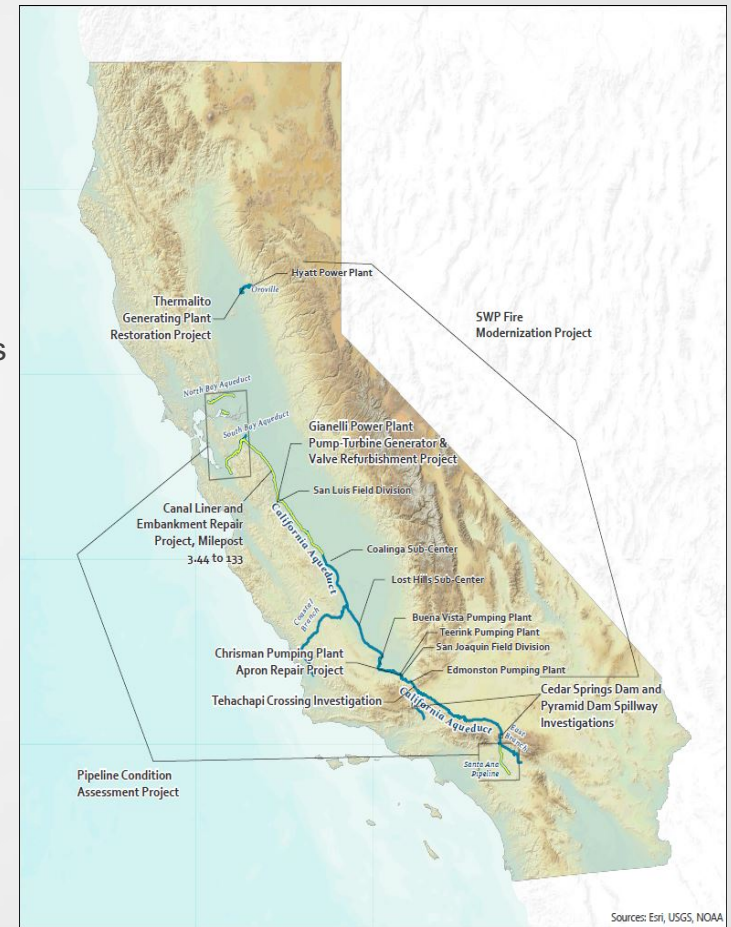 s
Hyatt Power Plant
Oroville
Thermalito
Generating Plant
Restoration Project
SWP Fire
Modernization Project
North Bay Aqueduct
South Bay Aqueduct
Gianelli Power Plant
Pump-Turbine Generator &
Valve Refurbishment Project
San Luis Field Division
Canal Liner and
Embankment Repair
Project, Milepost
3.44 to 133
California Aqueduct
Coalinga Sub-Center
Lost Hills Sub-Center
Coastal
Branch
Buena Vista Pumping Plant
Teerink Pumping Plant
San Joaquin Field Division
Chrisman Pumping Plant
Apron Repair Project
Edmonston Pumping Plant
Tehachapi Crossing Investigation
California Aqueduct
Cedar Springs Dam and
Pyramid Dam Spillway
Investigations
East
Branch
Santa Ana
Pipeline
Pipeline Condition
Assessment Project
Sources: Esri, USGS, NOAA